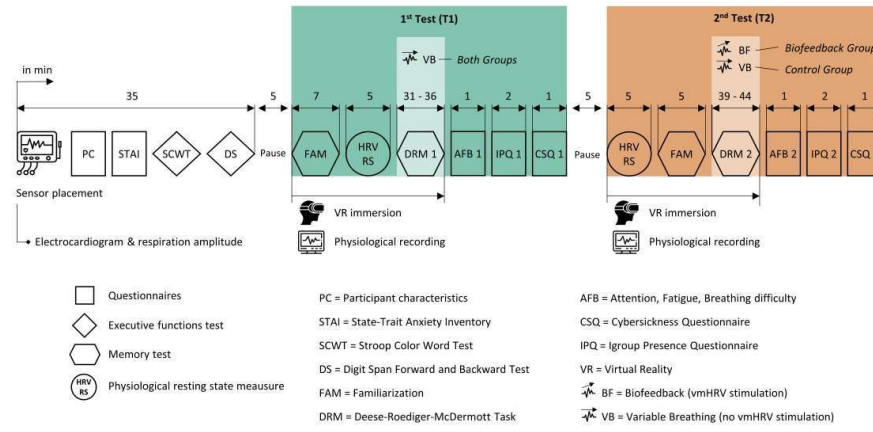 1st Test (T1)
2nd Test (T2)
in min
VB
Both Groups
BF
Biofeedback Group
VB
Control Group
35
5
7
5
31 - 36
1
2
1
5
5
5
39 - 44
1
2
1
PC
STAI
SCWT
DS
Pause
FAM
HRV
RS
DRM 1
AFB 1
IPQ 1
CSQ 1
Pause
HRV
RS
FAM
DRM 2
AFB 2
IPQ 2
CSQ
Sensor placement
VR immersion
Physiological recording
VR immersion
Physiological recording
Electrocardiogram & respiration amplitude
Questionnaires
Executive functions test
Memory test
HRV
RS
Physiological resting state meausure
PC = Participant characteristics
STAI = State-Trait Anxiety Inventory
SCWT = Stroop Color Word Test
DS = Digit Span Forward and Backward Test
FAM = Familiarization
DRM = Deese-Roediger-McDermott Task
AFB = Attention, Fatigue, Breathing difficulty
CSQ = Cybersickness Questionnaire
IPQ = Igroup Presence Questionnaire
VR = Virtual Reality
BF = Biofeedback (vmHRV stimulation)
VB = Variable Breathing (no vmHRV stimulation)